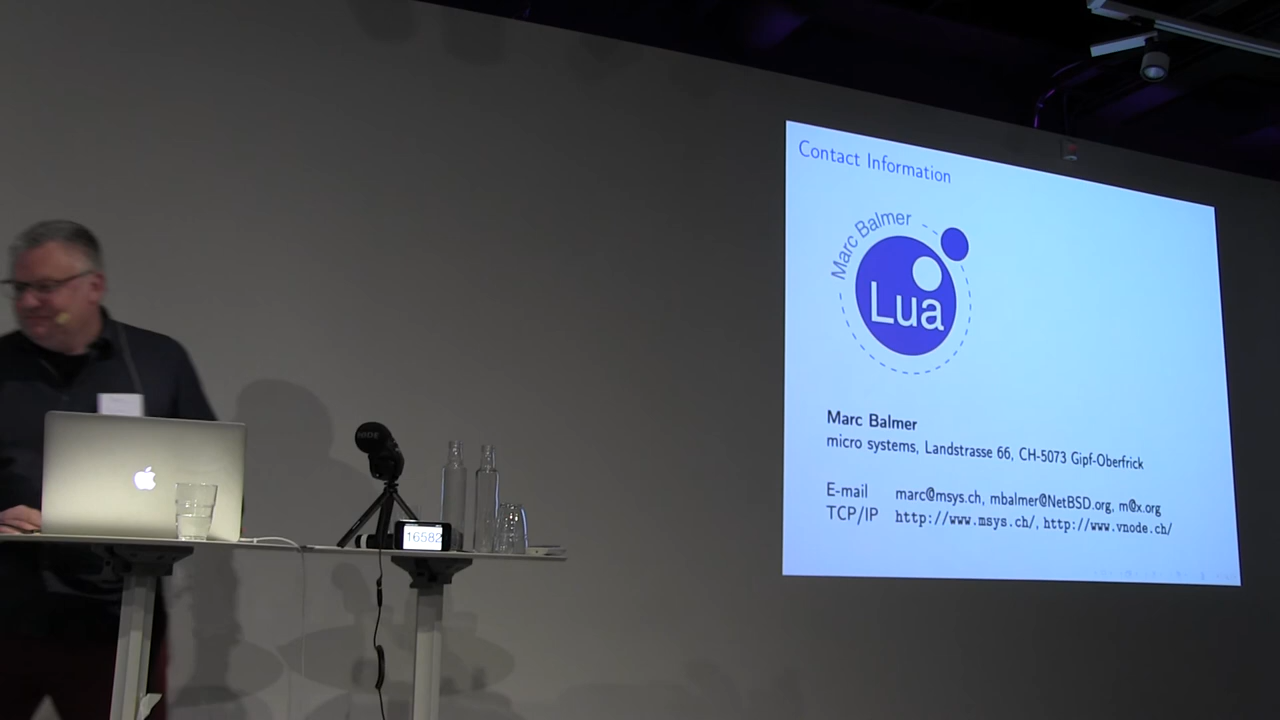 Contact Information
Marc Balmer
Lua
Marc Balmer
micro systems, Landstrasse 66, CH-5073 Gipf-Oberfrick
E-mail marc@msys.ch, mbalmer@NetBSD.org, m@x.org
TCP/IP http://www.msys.ch/, http://www.vnode.ch/
RODE
16582